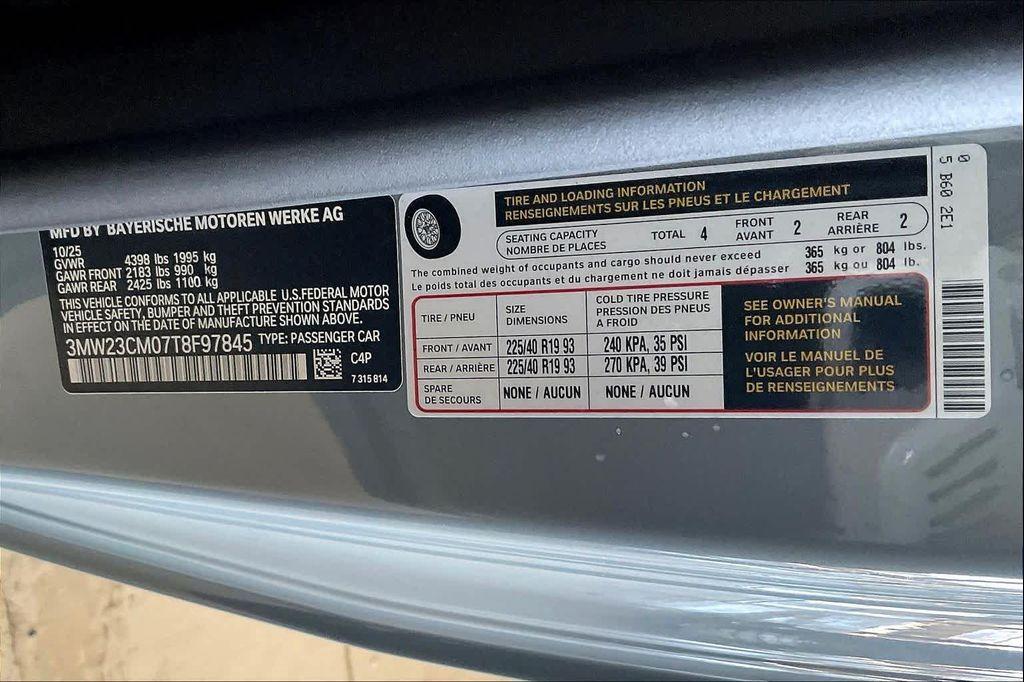 MFD BY BAYERISCHE MOTOREN WERKE AG
10/25
GVWR 4398 lbs 1995 kg
GAWR FRONT 2183 lbs 990 kg
GAWR REAR 2425 lbs 1100 kg
THIS VEHICLE CONFORMS TO ALL APPLICABLE U.S.FEDERAL MOTOR
VEHICLE SAFETY, BUMPER AND THEFT PREVENTION STANDARDS
IN EFFECT ON THE DATE OF MANUFACTURE SHOWN ABOVE.
3MW23CM07T8F97845 TYPE: PASSENGER CAR
C4P
7 315 814
TIRE AND LOADING INFORMATION
RENSEIGNEMENTS SUR LES PNEUS ET LE CHARGEMENT
SEATING CAPACITY
NOMBRE DE PLACES
TOTAL 4
FRONT
AVANT 2
REAR
ARRIÈRE 2
The combined weight of occupants and cargo should never exceed 365 kg or 804 lbs.
Le poids total des occupants et du chargement ne doit jamais dépasser 365 kg ou 804 lb.
TIRE / PNEU
SIZE
DIMENSIONS
COLD TIRE PRESSURE
PRESSION DES PNEUS
A FROID
FRONT / AVANT 225/40 R19 93 240 KPA, 35 PSI
REAR / ARRIÈRE 225/40 R19 93 270 KPA, 39 PSI
SPARE
DE SECOURS
NONE / AUCUN NONE / AUCUN
SEE OWNER'S MANUAL
FOR ADDITIONAL
INFORMATION
VOIR LE MANUEL DE
L'USAGER POUR PLUS
DE RENSEIGNEMENTS
0
5 B60 2E1